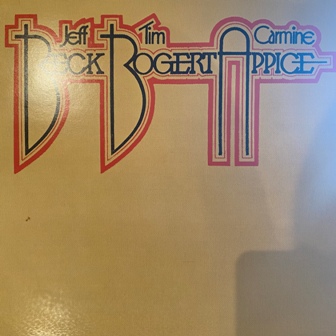 Jeff Tim Carmine
BECK BOGERT APPICE